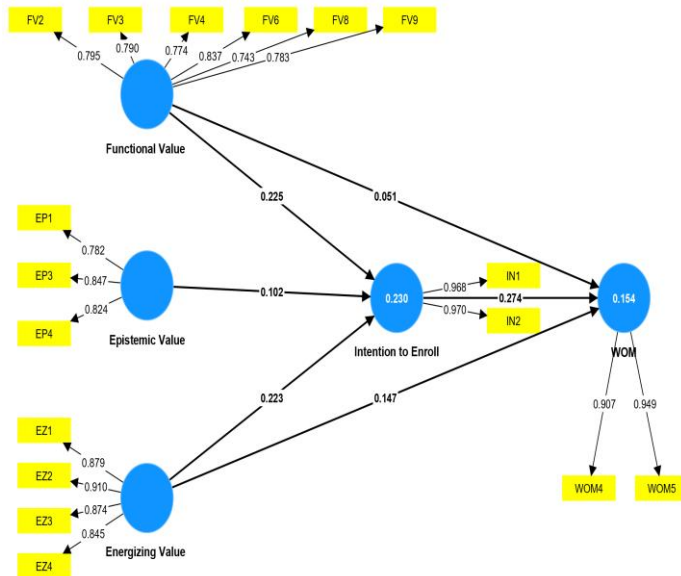 FV2 FV3 FV4 FV6 FV8 FV9
0.795 0.790 0.774 0.837 0.743 0.783
Functional Value
0.225
0.051
EP1
EP3
EP4
0.782
0.847
0.824
Epistemic Value
0.102
0.230
Intention to Enroll
IN1
IN2
0.968
0.970
0.274
0.154
WOM
0.223
0.147
EZ1
EZ2
EZ3
EZ4
0.879
0.910
0.874
0.845
Energizing Value
0.907 0.949
WOM4 WOM5